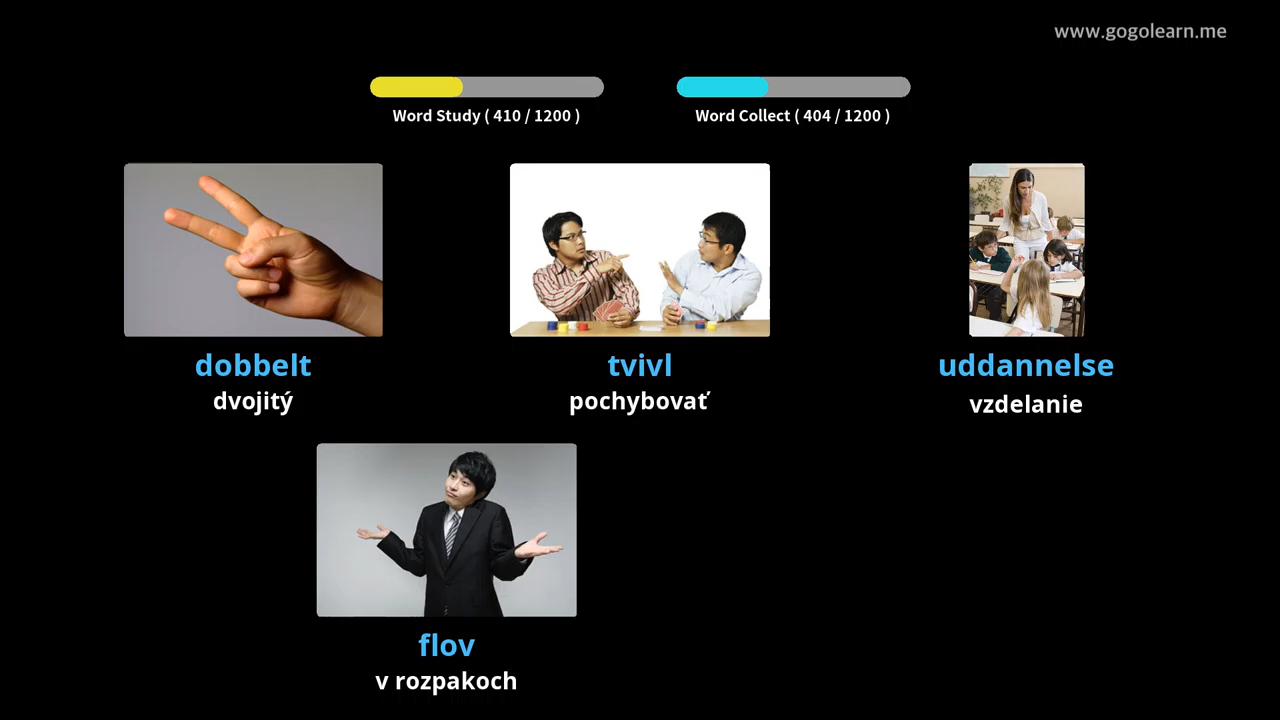 www.gogolearn.me
Word Study ( 410 / 1200 )
Word Collect ( 404 / 1200 )
dobbelt
dvojitý
tvivl
pochybovať
uddannelse
vzdelanie
flov
v rozpakoch